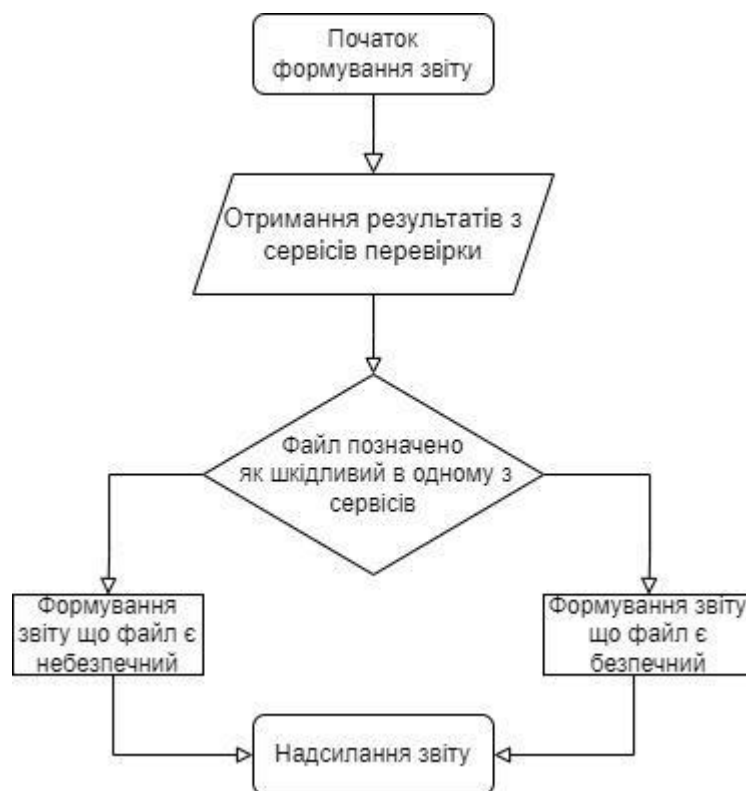 Початок
формування звіту
Отримання результатів з
сервісів перевірки
Файл позначено
як шкідливий в одному з
сервісів
Формування
звіту що файл є
небезпечний
Формування звіту
що файл є
безпечний
Надсилання звіту